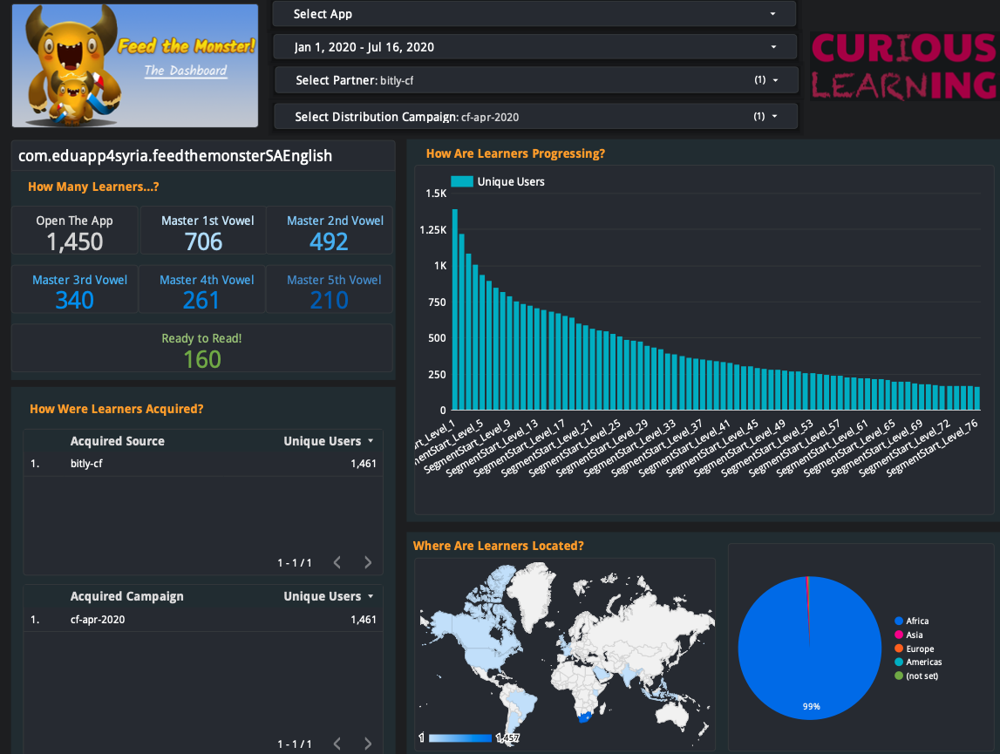 Feed the Monster!
The Dashboard
Select App
Jan 1, 2020 - Jul 16, 2020
Select Partner: bitly-cf (1)
Select Distribution Campaign: cf-apr-2020 (1)
CURIOUS
LEARNING
com.eduapp4syria.feedthemonsterSAEnglish
How Many Learners...?
Open The App
1,450
Master 1st Vowel
706
Master 2nd Vowel
492
Master 3rd Vowel
340
Master 4th Vowel
261
Master 5th Vowel
210
Ready to Read!
160
How Were Learners Acquired?
Acquired Source Unique Users
1. bitly-cf 1,461
1 - 1 / 1
Acquired Campaign Unique Users
1. cf-apr-2020 1,461
1 - 1 / 1
How Are Learners Progressing?
Unique Users
1.5K
1.25K
1K
750
500
250
0
rt_Level_1
mentStart_Level_5
SegmentStart_Level_9
SegmentStart_Level_13
SegmentStart_Level_17
SegmentStart_Level_21
SegmentStart_Level_25
SegmentStart_Level_29
SegmentStart_Level_33
SegmentStart_Level_37
SegmentStart_Level_41
SegmentStart_Level_45
SegmentStart_Level_49
SegmentStart_Level_53
SegmentStart_Level_57
SegmentStart_Level_61
SegmentStart_Level_65
SegmentStart_Level_69
SegmentStart_Level_72
SegmentStart_Level_76
Where Are Learners Located?
1 1,457
99%
Africa
Asia
Europe
Americas
(not set)